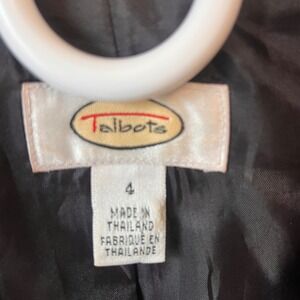 Talbots
4
MADE IN
THAILAND
FABRIQUÉ EN
THAILANDE